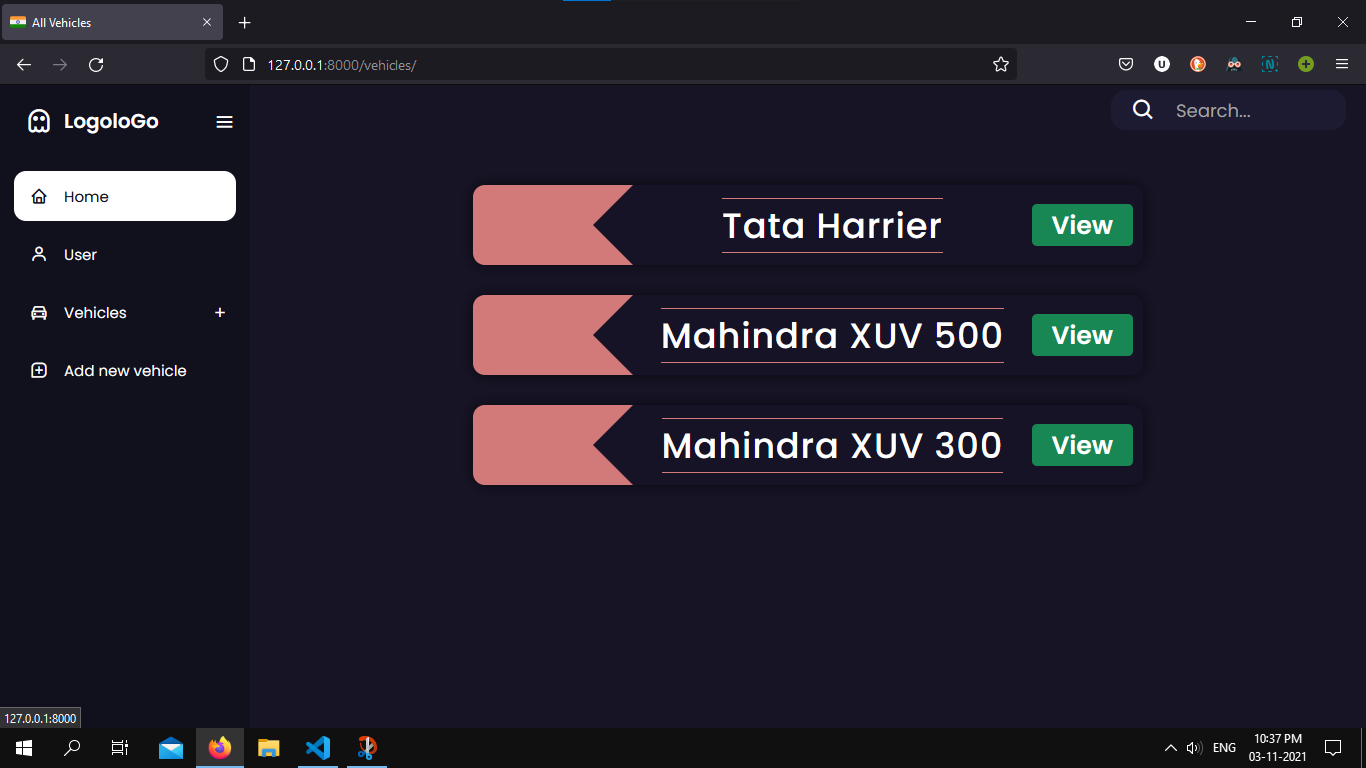 All Vehicles
127.0.0.1:8000/vehicles/
U
N
LogoloGo
Search...
Home
User
Vehicles +
Add new vehicle
Tata Harrier View
Mahindra XUV 500 View
Mahindra XUV 300 View
127.0.0.1:8000
ENG
10:37 PM
03-11-2021